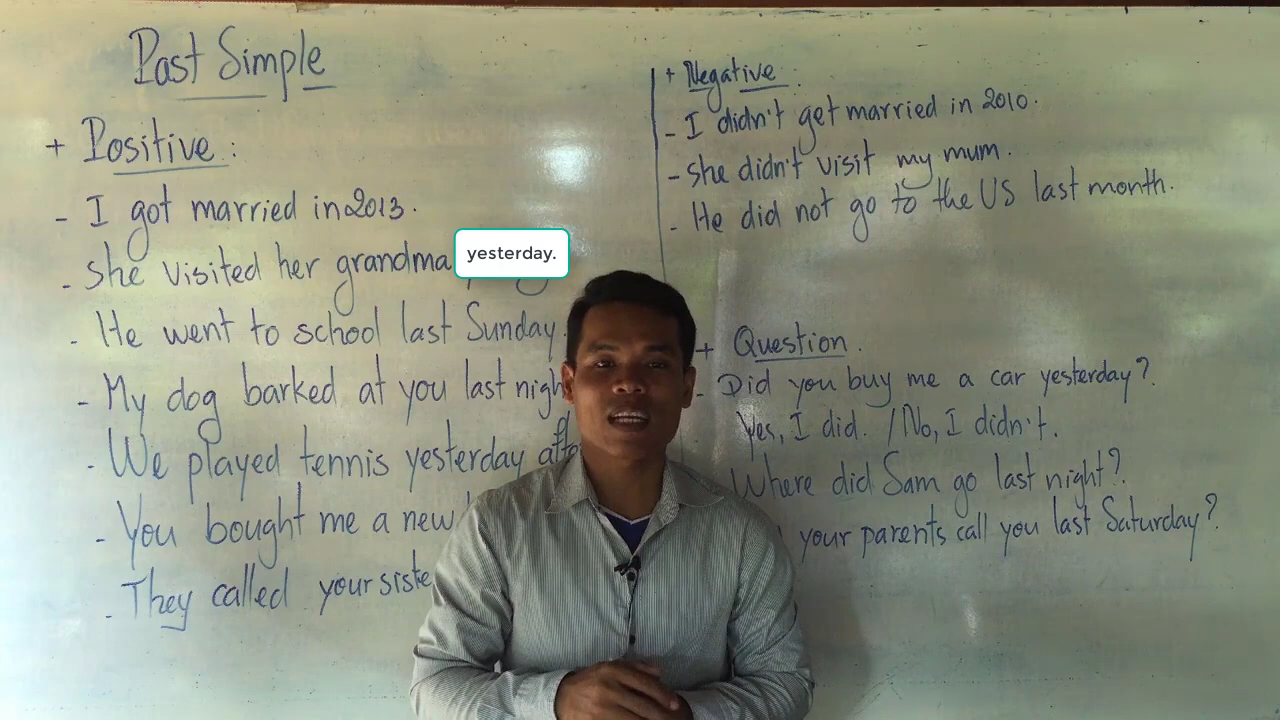 Past Simple
+ Positive:
- I got married in 2013.
- She visited her grandma yesterday.
- He went to school last Sunday.
- My dog barked at you last nigh
- We played tennis yesterday aft
- You bought me a new
- They called your siste
+ Negative:
- I didn't get married in 2010.
- She didn't visit my mum.
- He did not go to the US last month.
+ Question.
- Did you buy me a car yesterday?
Yes, I did. / No, I didn't.
Where did Sam go last night?
your parents call you last Saturday?